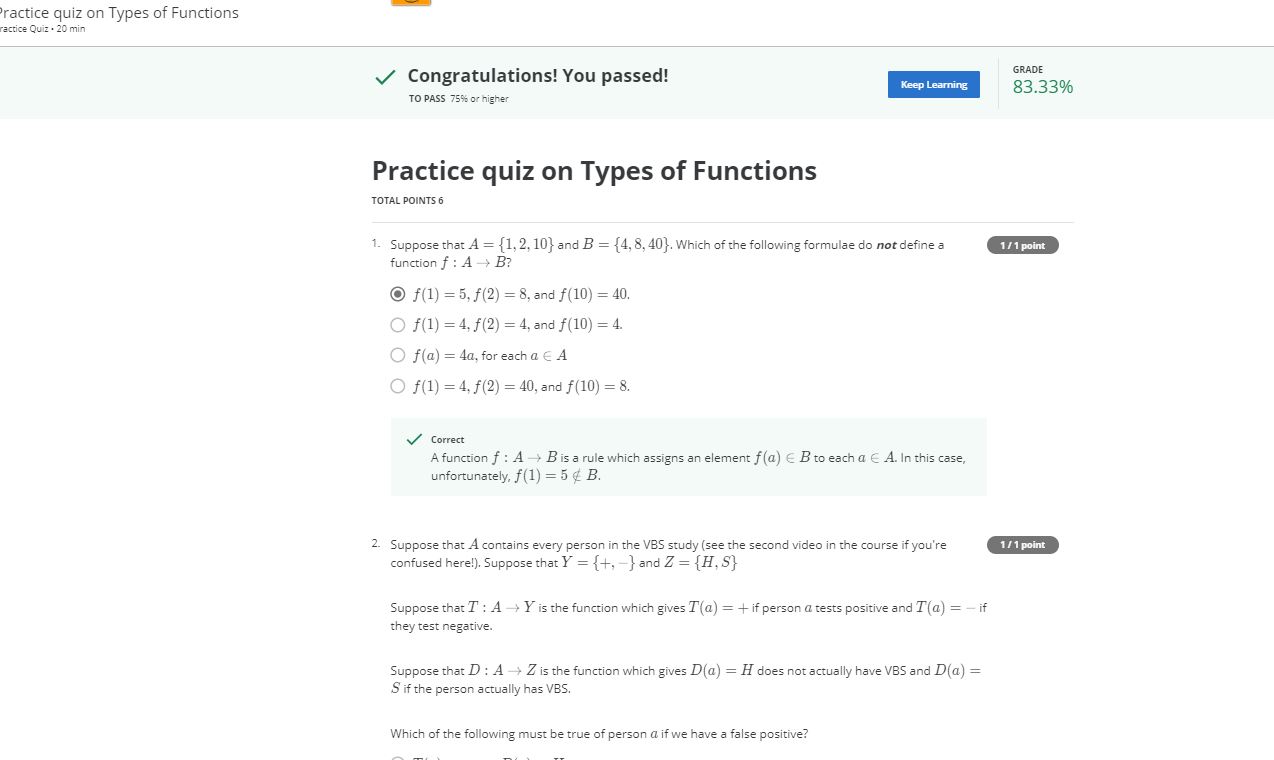 Practice quiz on Types of Functions
ractice Quiz • 20 min
Congratulations! You passed!
TO PASS 75% or higher
Keep Learning
GRADE
83.33%
Practice quiz on Types of Functions
TOTAL POINTS 6
1. Suppose that A = {1, 2, 10} and B = {4, 8, 40}. Which of the following formulae do not define a
function f : A → B?
1 / 1 point
f(1) = 5, f(2) = 8, and f(10) = 40.
f(1) = 4, f(2) = 4, and f(10) = 4.
f(a) = 4a, for each a ∈ A
f(1) = 4, f(2) = 40, and f(10) = 8.
Correct
A function f : A → B is a rule which assigns an element f(a) ∈ B to each a ∈ A. In this case,
unfortunately, f(1) = 5 ∉ B.
2. Suppose that A contains every person in the VBS study (see the second video in the course if you're
confused here!). Suppose that Y = {+, −} and Z = {H, S}
1 / 1 point
Suppose that T : A → Y is the function which gives T(a) = + if person a tests positive and T(a) = − if
they test negative.
Suppose that D : A → Z is the function which gives D(a) = H does not actually have VBS and D(a) =
S if the person actually has VBS.
Which of the following must be true of person a if we have a false positive?